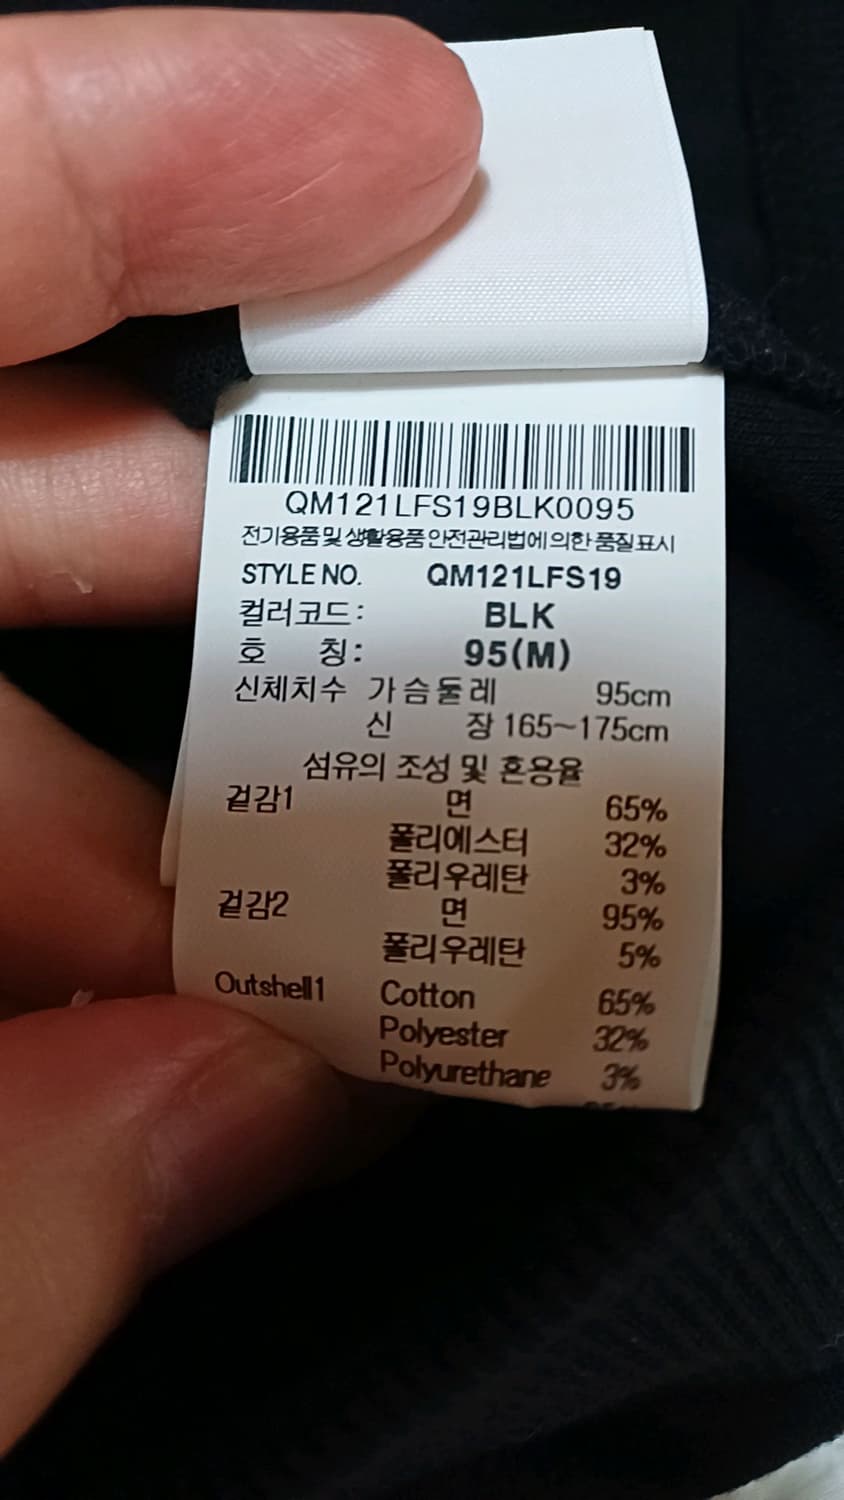 QM121LFS19BLK0095
전기용품 및 생활용품 안전관리법에 의한 품질표시
STYLE NO. QM121LFS19
컬러코드: BLK
호 칭: 95(M)
신체치수 가슴둘레 95cm
신 장 165~175cm
섬유의 조성 및 혼용율
겉감1 면 65%
폴리에스터 32%
폴리우레탄 3%
겉감2 면 95%
폴리우레탄 5%
Outshell1 Cotton 65%
Polyester 32%
Polyurethane 3%